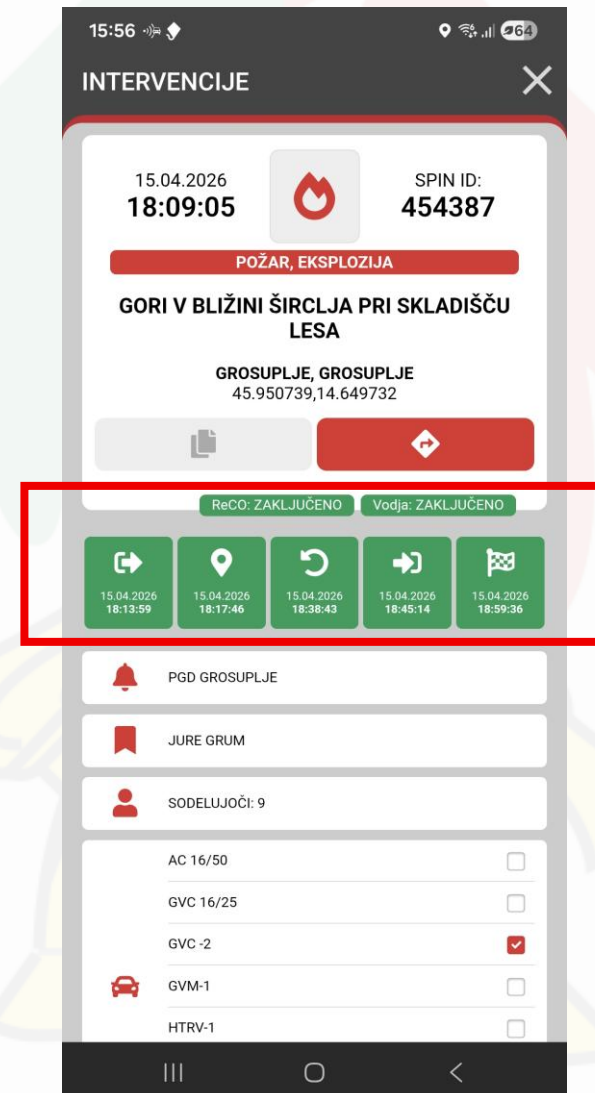 15:56
64
INTERVENCIJE
15.04.2026
18:09:05
SPIN ID:
454387
POŽAR, EKSPLOZIJA
GORI V BLIŽINI ŠIRCLJA PRI SKLADIŠČU
LESA
GROSUPLJE, GROSUPLJE
45.950739,14.649732
ReCO: ZAKLJUČENO
Vodja: ZAKLJUČENO
15.04.2026
18:13:59
15.04.2026
18:17:46
15.04.2026
18:38:43
15.04.2026
18:45:14
15.04.2026
18:59:36
PGD GROSUPLJE
JURE GRUM
SODELUJOČI: 9
AC 16/50
GVC 16/25
GVC -2
GVM-1
HTRV-1